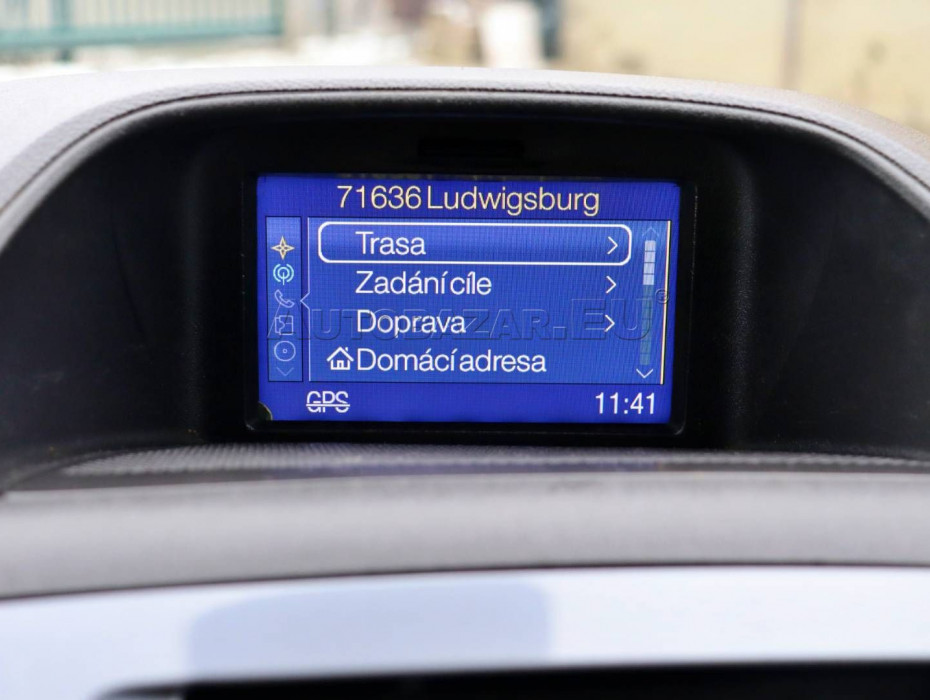 71636 Ludwigsburg
Trasa
Zadání cíle
Doprava
AUTOBAZAR.EU®
Domácí adresa
GPS 11:41